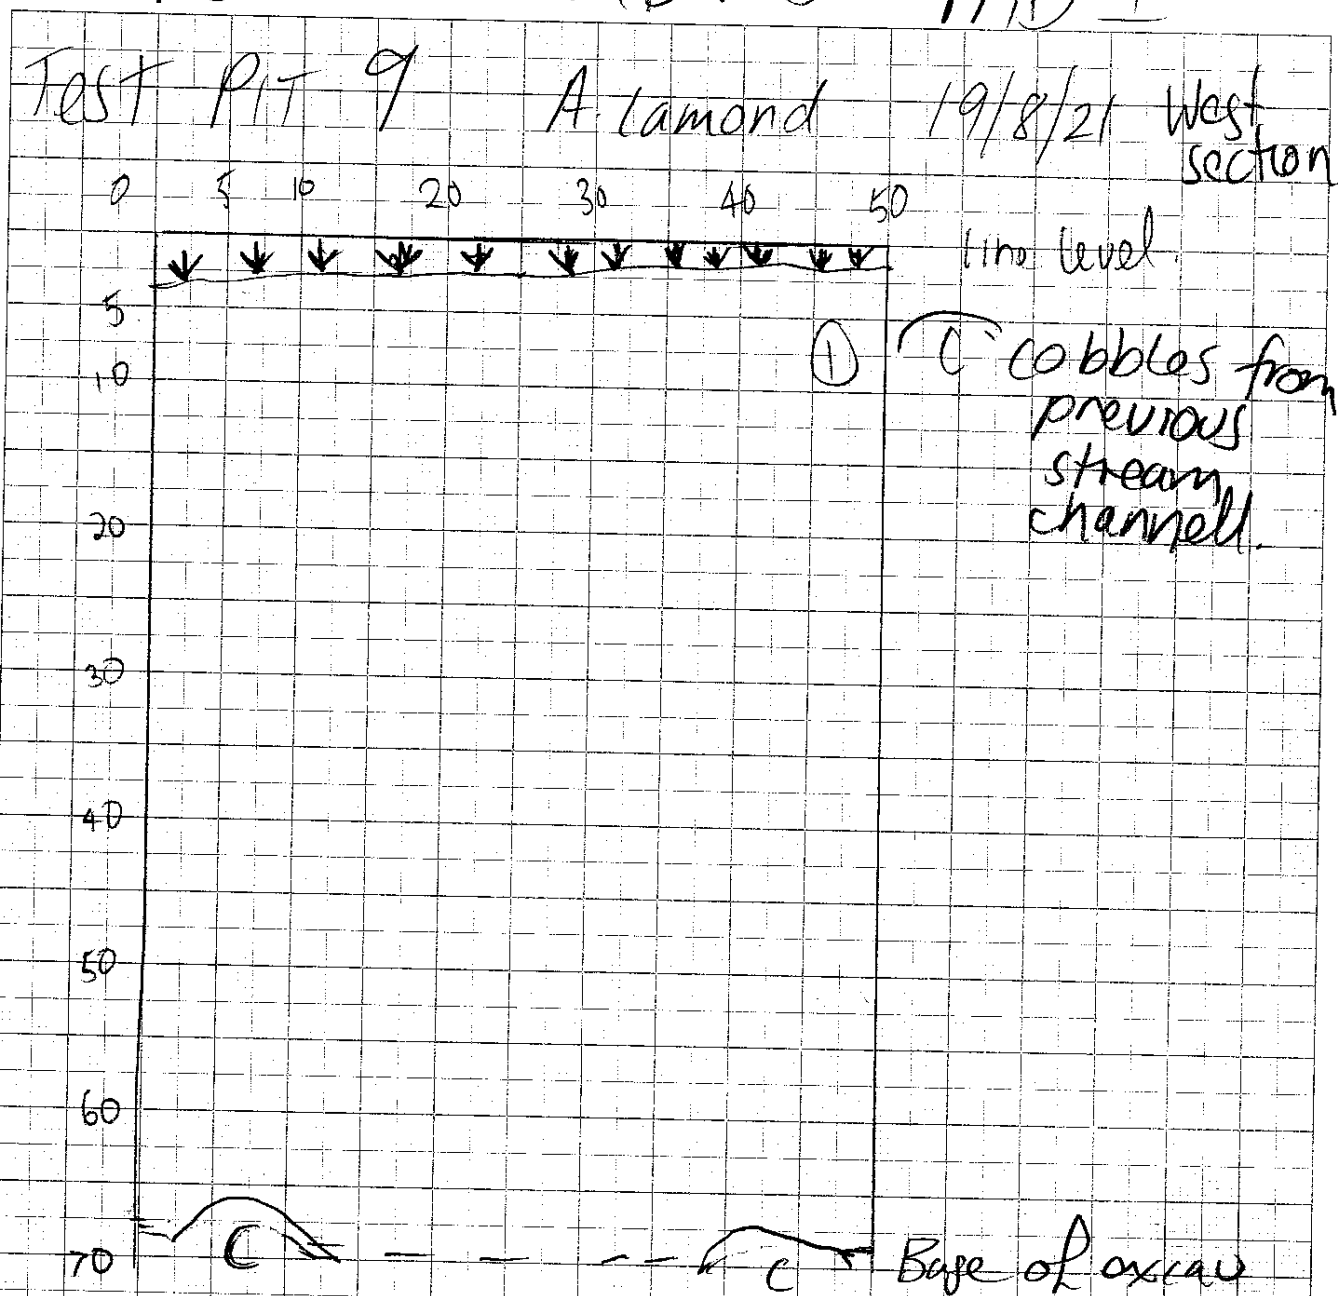 Test Pit 9 A. Lamond 19/8/21 West
section
0 5 10 20 30 40 50
line level.
5
① C cobbles from
10
previous
stream
channell.
20
30
40
50
60
C C
70 Base of excav